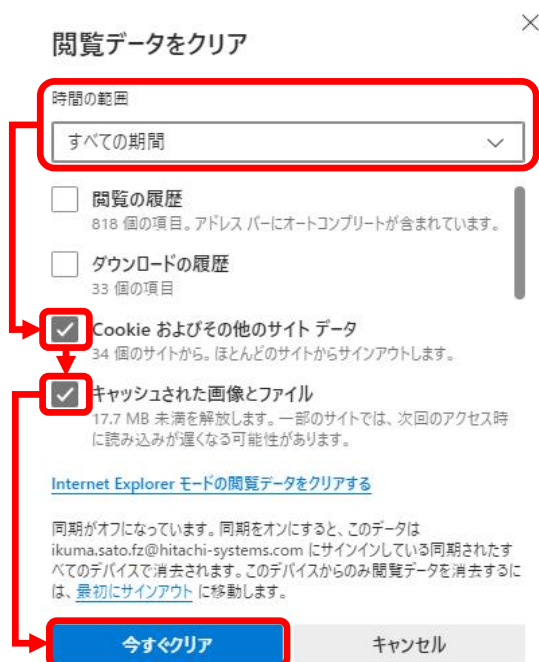 閲覧データをクリア
時間の範囲
すべての期間
閲覧の履歴
818 個の項目。アドレス バーにオートコンプリートが含まれています。
ダウンロードの履歴
33 個の項目
Cookie およびその他のサイト データ
34 個のサイトから。ほとんどのサイトからサインアウトします。
キャッシュされた画像とファイル
17.7 MB 未満を解放します。一部のサイトでは、次回のアクセス時
に読み込みが遅くなる可能性があります。
Internet Explorer モードの閲覧データをクリアする
同期がオフになっています。同期をオンにすると、このデータは
ikuma.sato.fz@hitachi-systems.com にサインインしている同期されたす
べてのデバイスで消去されます。このデバイスからのみ閲覧データを消去するに
は、最初にサインアウト に移動します。
今すぐクリア
キャンセル